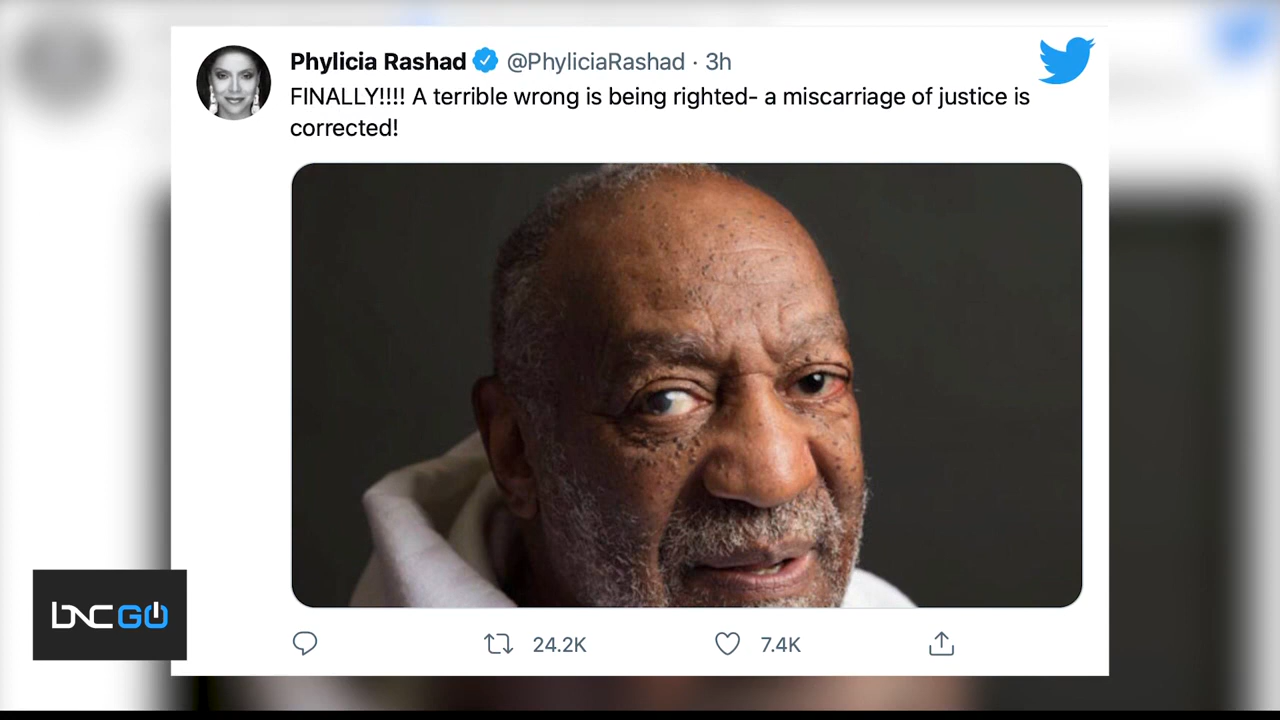 Phylicia Rashad @PhyliciaRashad · 3h
FINALLY!!!! A terrible wrong is being righted- a miscarriage of justice is
corrected!
24.2K 7.4K
bNC GO